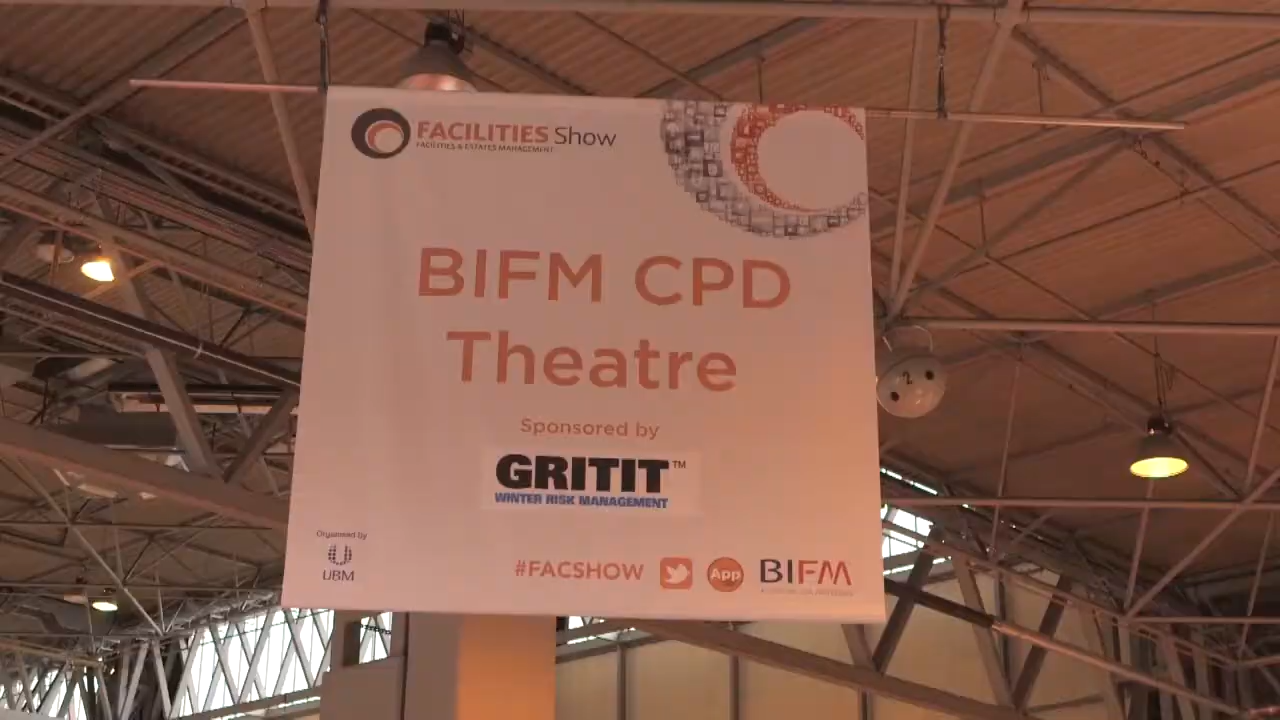 FACILITIES Show
FACILITIES & ESTATES MANAGEMENT
BIFM CPD
Theatre
Sponsored by
GRITIT™
WINTER RISK MANAGEMENT
Organised by
UBM
#FACSHOW
App
BIFM
2